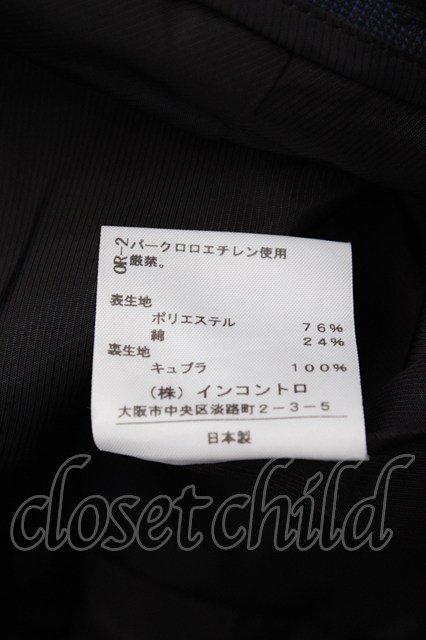 OR-2
パークロロエチレン使用
厳禁。
表生地
ポリエステル 76%
綿 24%
裏生地
キュプラ 100%
(株) インコントロ
大阪市中央区淡路町2-3-5
日本製
closet child